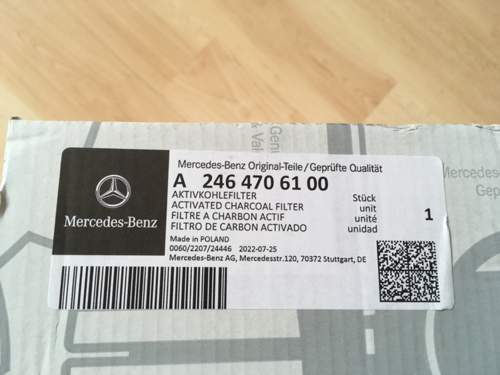 Genu
& Val
Mercedes-Benz Original-Teile/Geprüfte Qualität
A 246 470 61 00
AKTIVKOHLEFILTER
ACTIVATED CHARCOAL FILTER
FILTRE A CHARBON ACTIF
FILTRO DE CARBON ACTIVADO
Stück
unit
unité
unidad
1
Mercedes-Benz
Made in POLAND
0060/2207/24446 2022-07-25
Mercedes-Benz AG, Mercedesstr.120, 70372 Stuttgart, DE